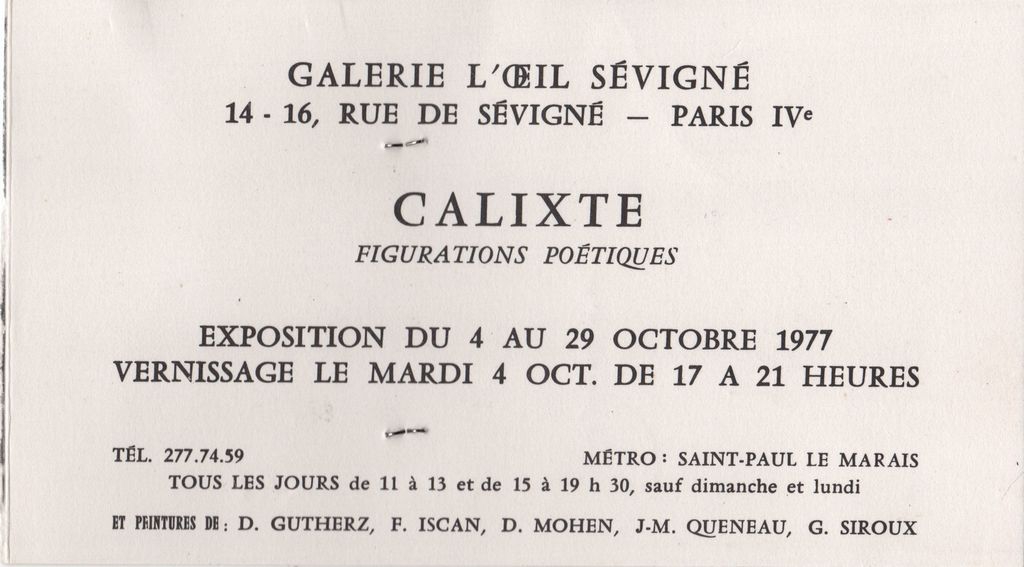 GALERIE L'ŒIL SÉVIGNÉ
14 - 16, RUE DE SÉVIGNÉ — PARIS IVe
CALIXTE
FIGURATIONS POÉTIQUES
EXPOSITION DU 4 AU 29 OCTOBRE 1977
VERNISSAGE LE MARDI 4 OCT. DE 17 A 21 HEURES
TÉL. 277.74.59 MÉTRO : SAINT-PAUL LE MARAIS
TOUS LES JOURS de 11 à 13 et de 15 à 19 h 30, sauf dimanche et lundi
ET PEINTURES DE : D. GUTHERZ, F. ISCAN, D. MOHEN, J-M. QUENEAU, G. SIROUX